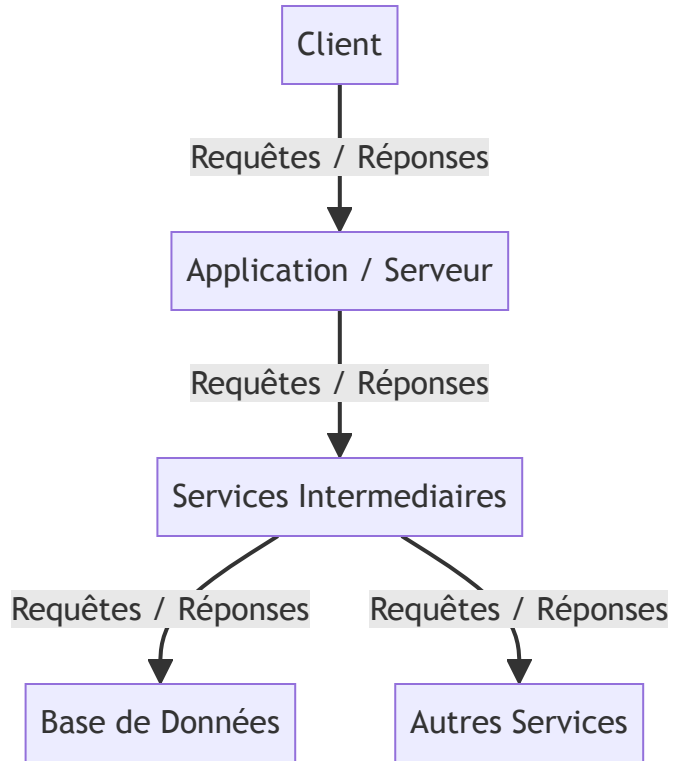 Client
Requêtes / Réponses
Application / Serveur
Requêtes / Réponses
Services Intermediaires
Requêtes / Réponses
Requêtes / Réponses
Base de Données
Autres Services